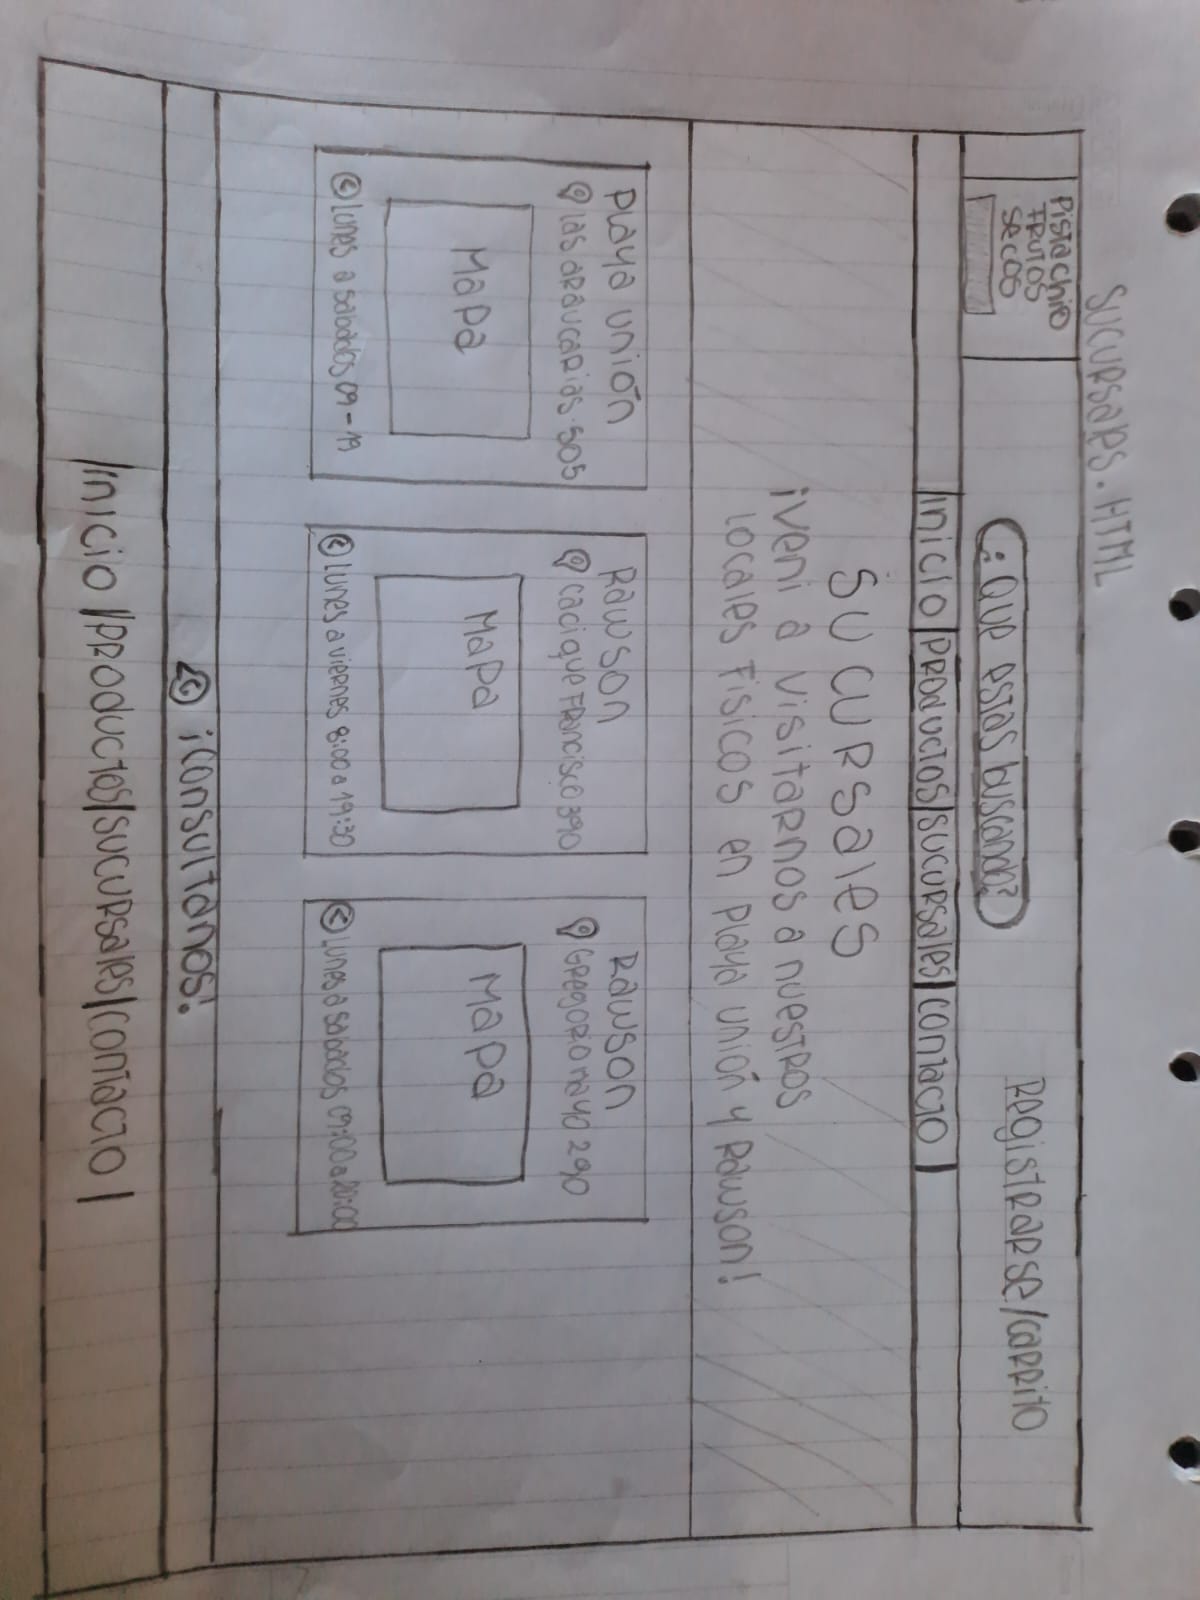 SUCURSales.HTML
Pistachio
FRUTOS
secos
¿Que estas buscando?
Registrarse/carrito
inicio|PRODUCTOS|SUCURSales|contacto|
SUCURSales
¡veni a visitarnos a nuestros
Locales Fisicos en playa unión y Rawson!
playa unión
las araucarias 505
Mapa
Lunes a sabados 09-19
Rawson
cacique Francisco 390
Mapa
Lunes a viernes 8:00 a 19:30
Rawson
Gregorio mayo 290
Mapa
Lunes a sabados 09:00 a 20:00
¡consultanos!
|inicio|PRODUCTOS|SUCURSales|contacto|